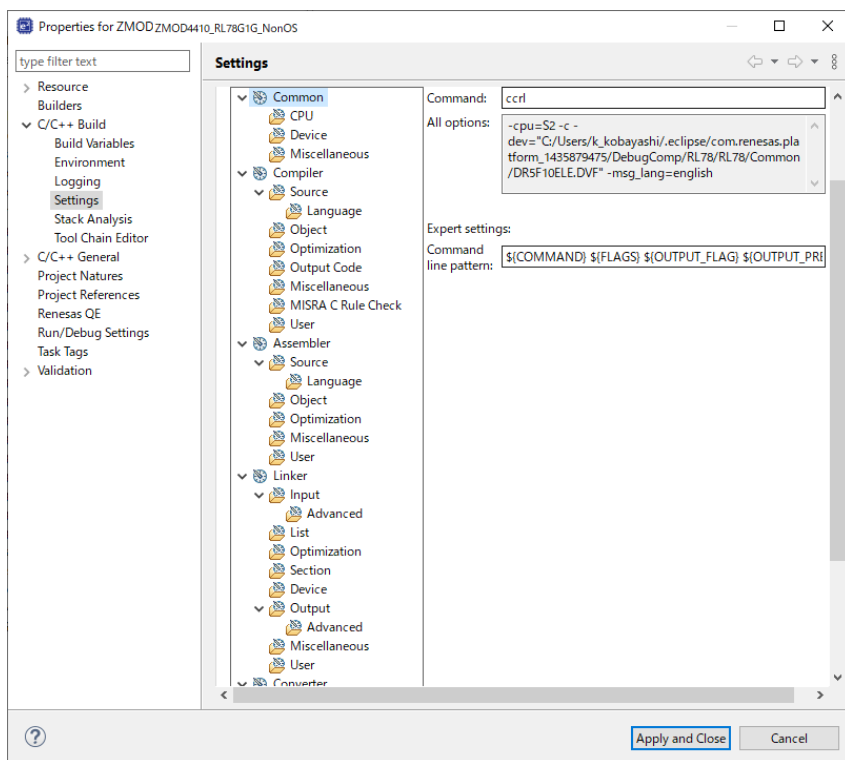 Properties for ZMOD ZMOD4410_RL78G1G_NonOS
type filter text
Resource
Builders
C/C++ Build
Build Variables
Environment
Logging
Settings
Stack Analysis
Tool Chain Editor
C/C++ General
Project Natures
Project References
Renesas QE
Run/Debug Settings
Task Tags
Validation
Settings
Common
CPU
Device
Miscellaneous
Compiler
Source
Language
Object
Optimization
Output Code
Miscellaneous
MISRA C Rule Check
User
Assembler
Source
Language
Object
Optimization
Miscellaneous
User
Linker
Input
Advanced
List
Optimization
Section
Device
Output
Advanced
Miscellaneous
User
Converter
Command: ccrl
All options:
-cpu=S2 -c -
dev="C:/Users/k_kobayashi/.eclipse/com.renesas.pla
tform_1435879475/DebugComp/RL78/RL78/Common
/DR5F10ELE.DVF" -msg_lang=english
Expert settings:
Command
line pattern:
${COMMAND} ${FLAGS} ${OUTPUT_FLAG} ${OUTPUT_PRE
Apply and Close
Cancel